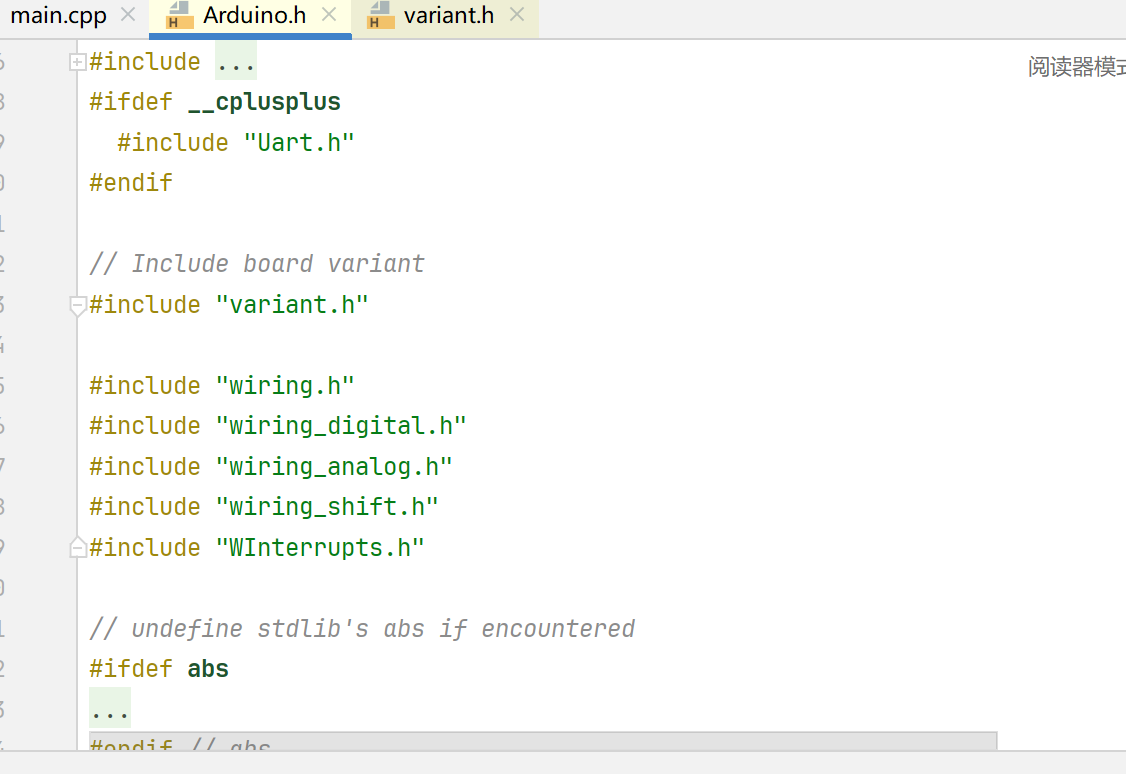 main.cpp Arduino.h variant.h
#include ...
阅读器模式
#ifdef __cplusplus
#include "Uart.h"
#endif
// Include board variant
#include "variant.h"
#include "wiring.h"
#include "wiring_digital.h"
#include "wiring_analog.h"
#include "wiring_shift.h"
#include "WInterrupts.h"
// undefine stdlib's abs if encountered
#ifdef abs
...
#endif // abs